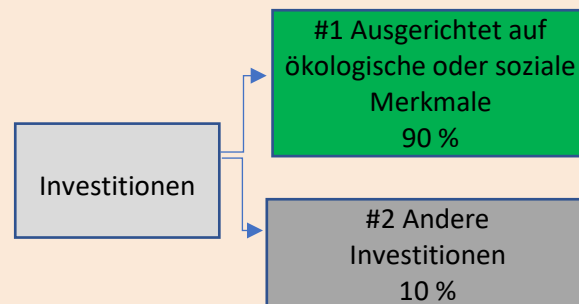 #1 Ausgerichtet auf
ökologische oder soziale
Merkmale
90 %
Investitionen
#2 Andere
Investitionen
10 %